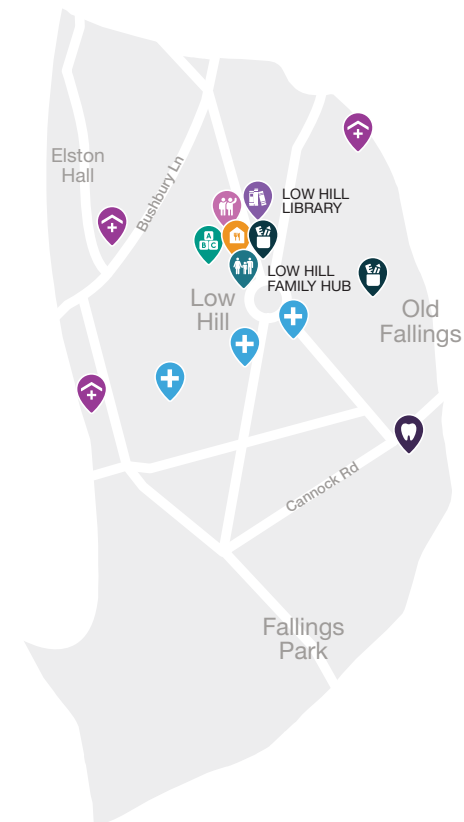 Elston
Hall
Bushbury Ln
LOW HILL
LIBRARY
A
B C
LOW HILL
FAMILY HUB
Low
Hill
Old
Fallings
Cannock Rd
Fallings
Park